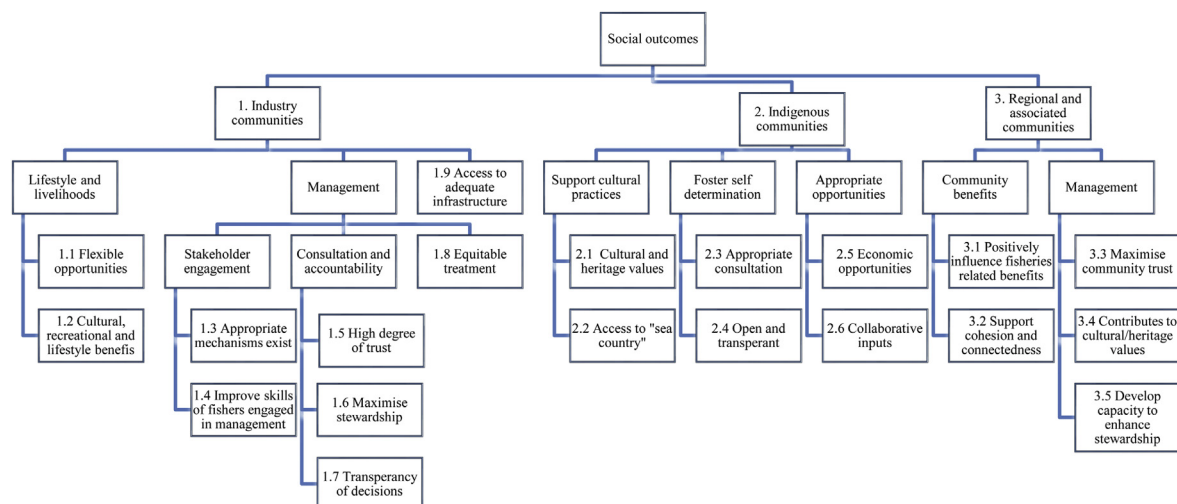 Social outcomes
1. Industry
communities
2. Indigenous
communities
3. Regional and
associated
communities
Lifestyle and
livelihoods
Management
1.9 Access to
adequate
infrastructure
Support cultural
practices
Foster self
determination
Appropriate
opportunities
Community
benefits
Management
1.1 Flexible
opportunities
Stakeholder
engagement
Consultation and
accountability
1.8 Equitable
treatment
2.1 Cultural and
heritage values
2.3 Appropriate
consultation
2.5 Economic
opportunities
3.1 Positively
influence fisheries
related benefits
3.3 Maximise
community trust
1.2 Cultural,
recreational and
lifestyle benefis
1.3 Appropriate
mechanisms exist
1.5 High degree
of trust
2.2 Access to "sea
country"
2.4 Open and
transperant
2.6 Collaborative
inputs
3.2 Support
cohesion and
connectedness
3.4 Contributes to
cultural/heritage
values
1.4 Improve skills
of fishers engaged
in management
1.6 Maximise
stewardship
3.5 Develop
capacity to
enhance
stewardship
1.7 Transperancy
of decisions